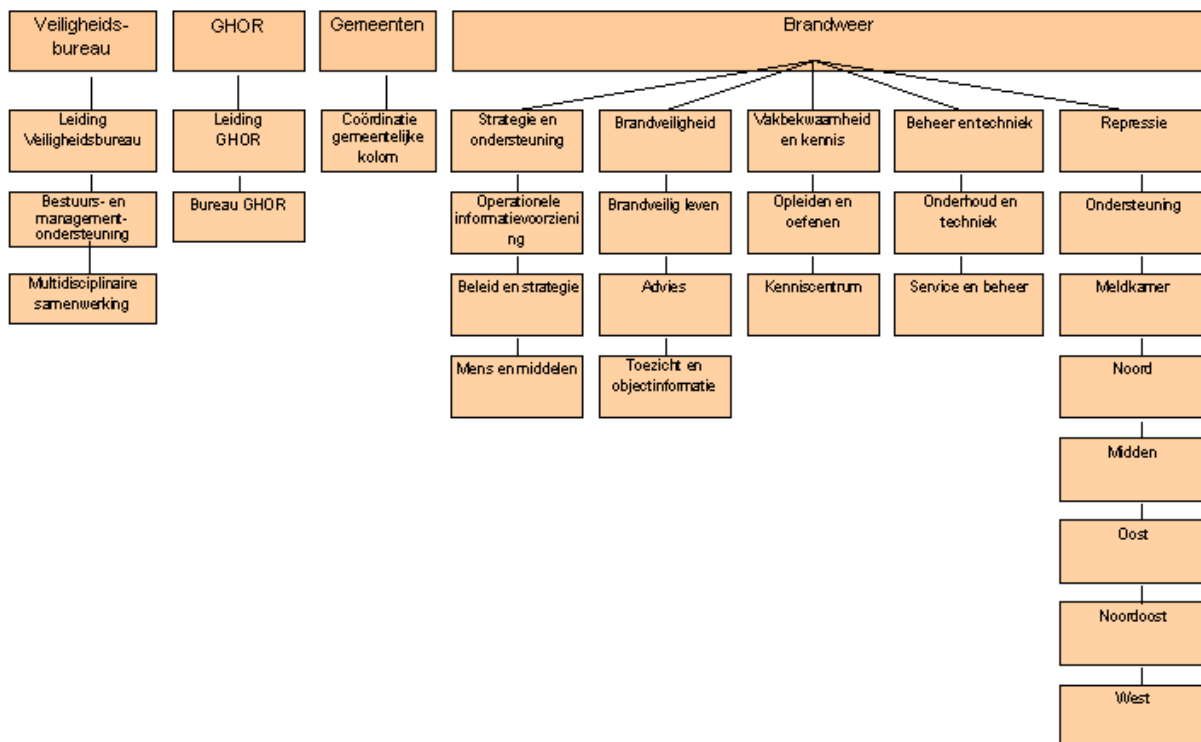 Veiligheids-
bureau
GHOR
Gemeenten
Brandweer
Leiding
Veiligheidsbureau
Leiding
GHOR
Coördinatie
gemeentelijke
kolom
Strategie en
ondersteuning
Brandveiligheid
Vakbekwaamheid
en kennis
Beheer en techniek
Repressie
Bestuurs- en
management-
ondersteuning
Bureau GHOR
Operationele
informatievoorzieni
ng
Brandveilig leven
Opleiden en
oefenen
Onderhoud en
techniek
Ondersteuning
Multidisciplinaire
samenwerking
Beleid en strategie
Advies
Kenniscentrum
Service en beheer
Meldkamer
Mens en middelen
Toezicht en
objectinformatie
Noord
Midden
Oost
Noordoost
West